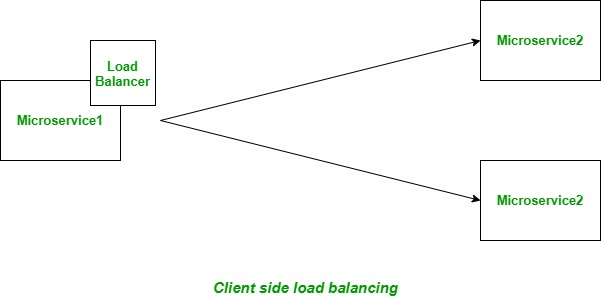 Load
Balancer
Microservice1
Microservice2
Microservice2
Client side load balancing